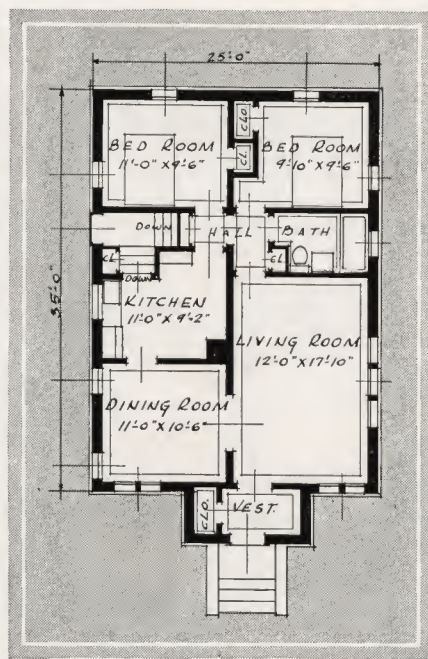 25'-0"
35'-0"
BED ROOM
11'-0" X 9'-6"
CLO
CL.
BED ROOM
9'-10" X 9'-6"
DOWN
HALL
BATH
CL
DOWN
CL
KITCHEN
11'-0" X 9'-2"
LIVING ROOM
12'-0" X 17'-10"
DINING ROOM
11'-0" X 10'-6"
CLO.
VEST.